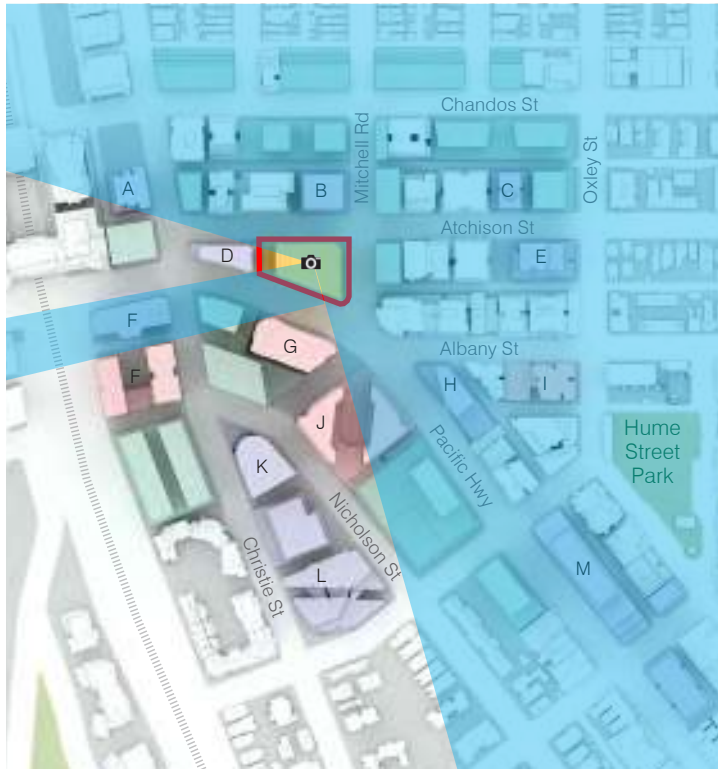 Chandos St
Mitchell Rd
Oxley St
A
B
C
Atchison St
D
E
F
G
Albany St
F
H
I
J
Hume
Street
Park
K
Pacific Hwy
Nicholson St
Christie St
L
M